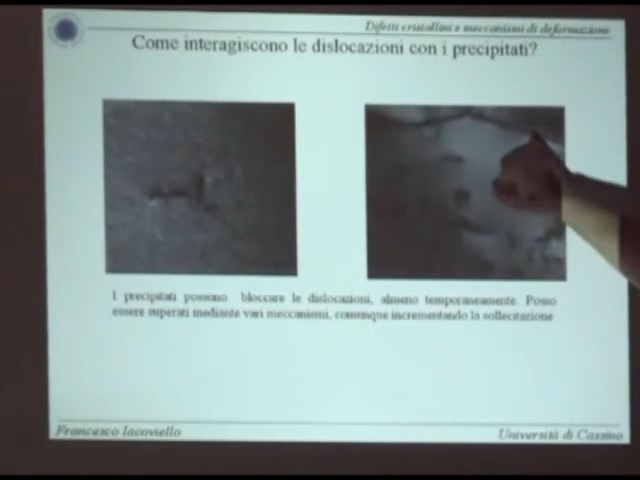 Difetti cristallini e meccanismi di deformazione
Come interagiscono le dislocazioni con i precipitati?
I precipitati possono bloccare le dislocazioni, almeno temporaneamente. Posso
essere superati mediante vari meccanismi, comunque incrementando la sollecitazione
Francesco Iacoviello
Università di Cassino